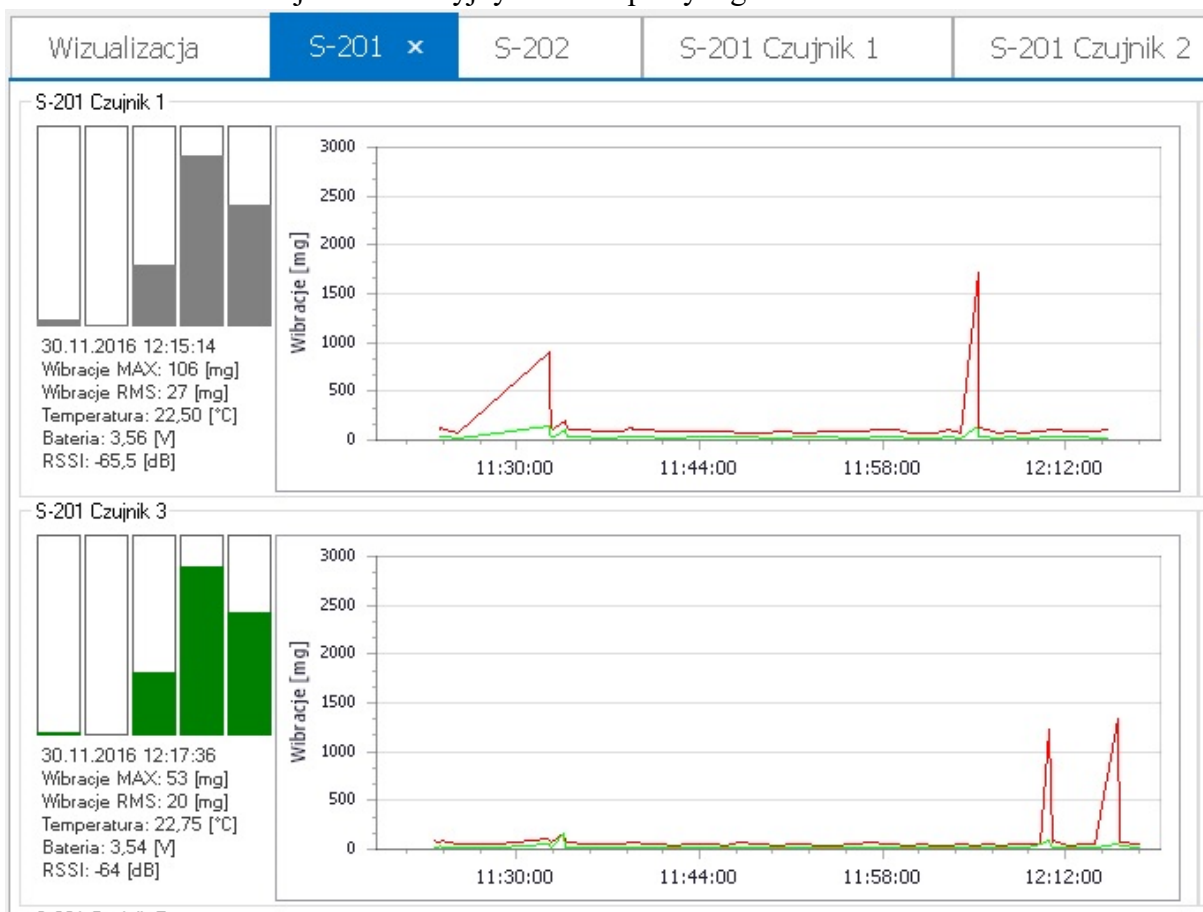 Wizualizacja S-201 × S-202 S-201 Czujnik 1 S-201 Czujnik 2
S-201 Czujnik 1
3000
2500
2000
1500
1000
500
0
Wibracje [mg]
11:30:00 11:44:00 11:58:00 12:12:00
30.11.2016 12:15:14
Wibracje MAX: 106 [mg]
Wibracje RMS: 27 [mg]
Temperatura: 22,50 [°C]
Bateria: 3,56 [V]
RSSI: -65,5 [dB]
S-201 Czujnik 3
3000
2500
2000
1500
1000
500
0
Wibracje [mg]
11:30:00 11:44:00 11:58:00 12:12:00
30.11.2016 12:17:36
Wibracje MAX: 53 [mg]
Wibracje RMS: 20 [mg]
Temperatura: 22,75 [°C]
Bateria: 3,54 [V]
RSSI: -64 [dB]